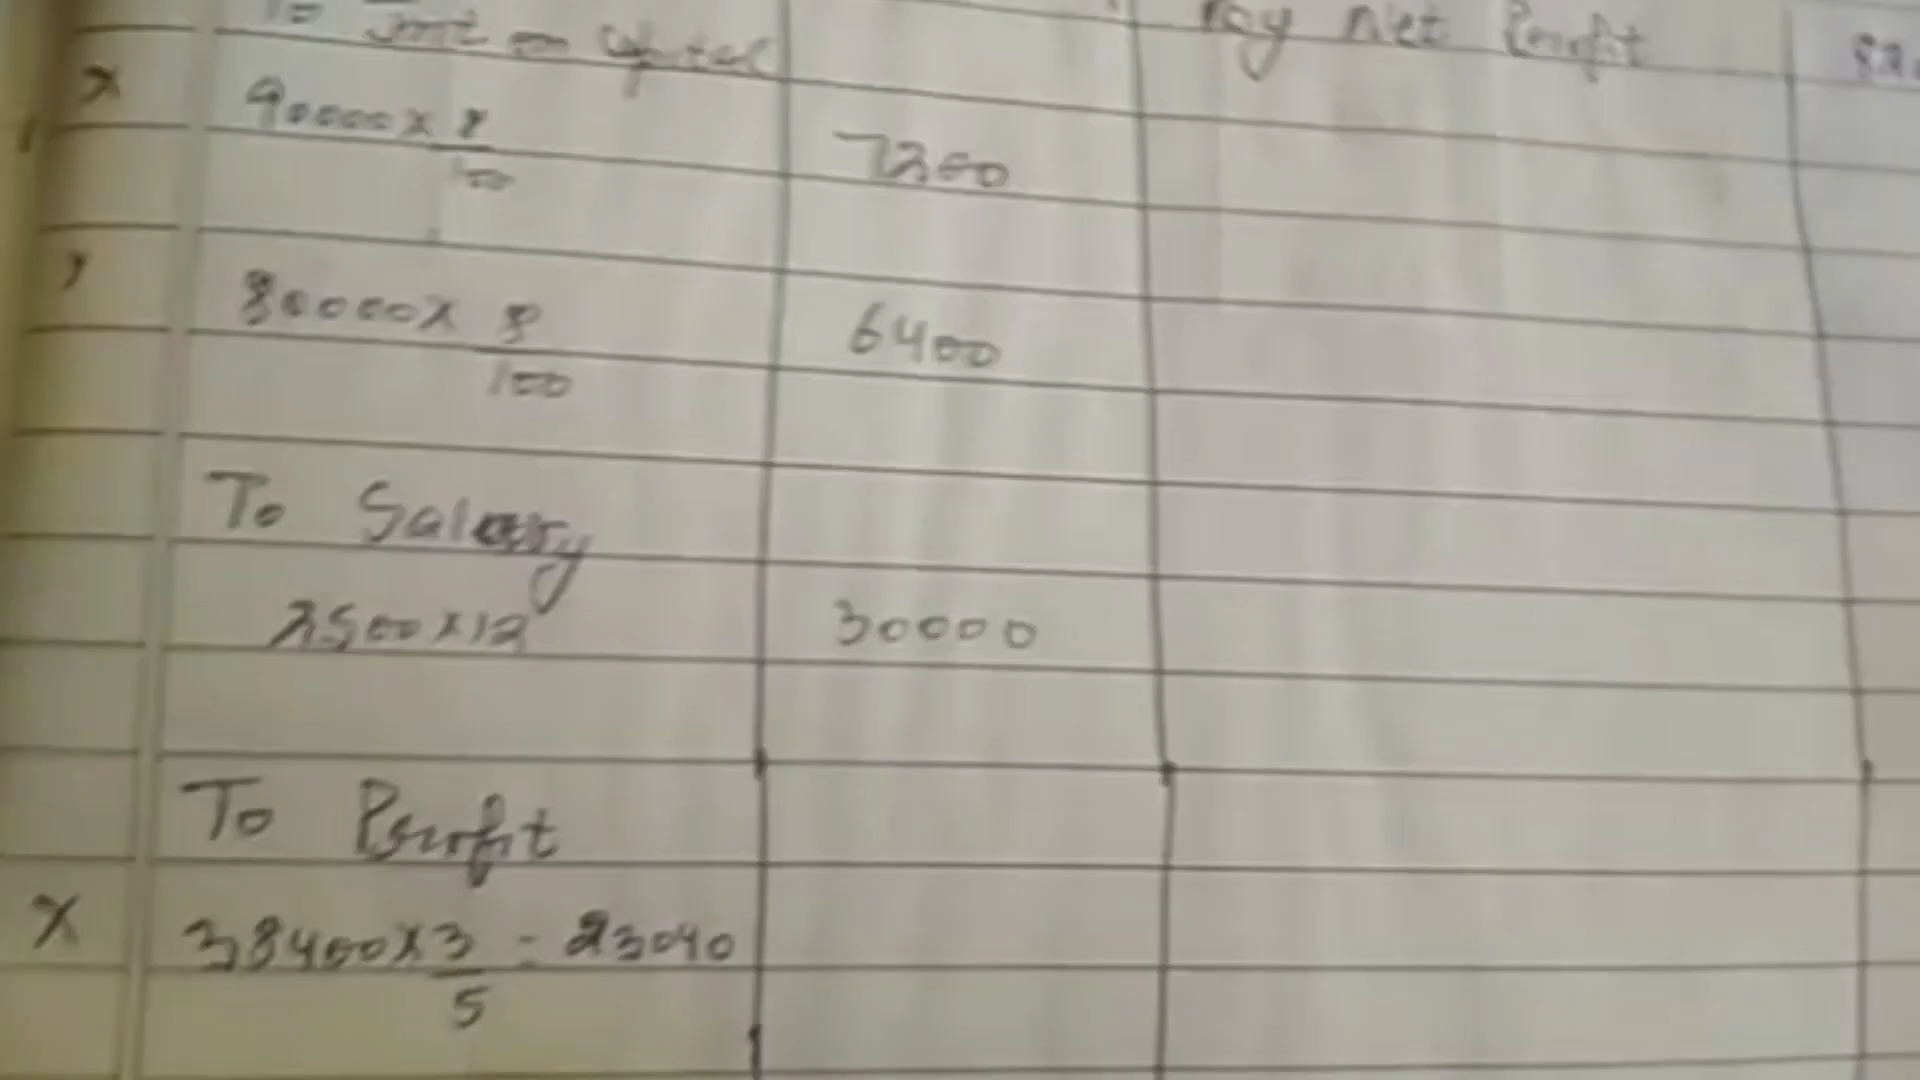 To Int on Capital
By Net Profit
X 90000 x 8/100 7200
Y 80000 x 8/100 6400
To Salary
2500 x 12 30000
To Profit
X 38400 x 3/5 = 23040